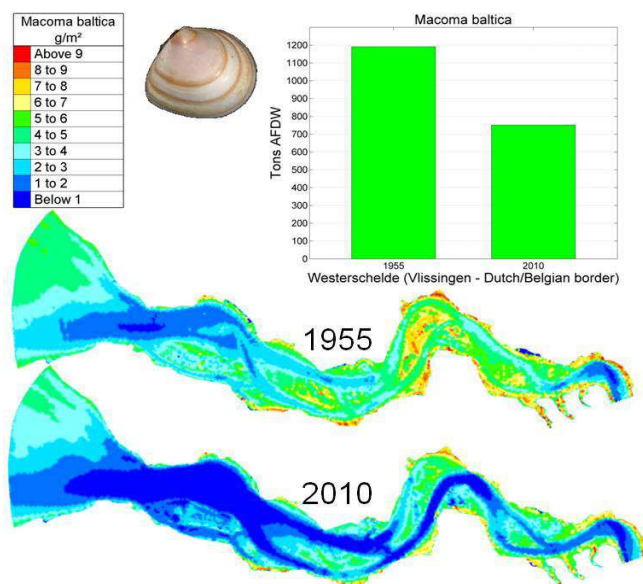 Macoma baltica
g/m²
Above 9
8 to 9
7 to 8
6 to 7
5 to 6
4 to 5
3 to 4
2 to 3
1 to 2
Below 1
Macoma baltica
Tons AFDW
1200
1100
1000
900
800
700
600
500
400
300
200
100
0
1955 2010
Westerschelde (Vlissingen - Dutch/Belgian border)
1955
2010